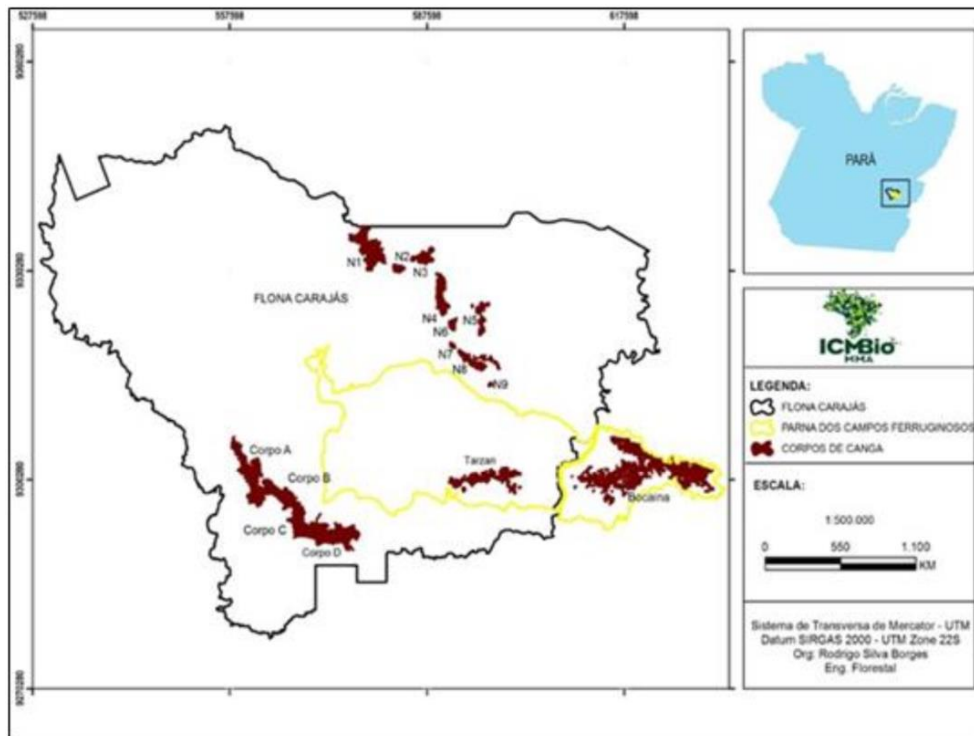 527598
557598
587598
617598
9360280
9330280
9300280
9270280
N1
N2
N3
FLONA CARAJÁS
N4
N5
N6
N7
N8
N9
Corpo A
Corpo B
Tarzan
Bocaina
Corpo C
Corpo D
PARÁ
ICMBio
MMA
LEGENDA:
FLONA CARAJÁS
PARNA DOS CAMPOS FERRUGINOSOS
CORPOS DE CANGA
ESCALA:
1:500.000
0 550 1.100
KM
Sistema de Transversa de Mercator - UTM
Datum SIRGAS 2000 - UTM Zone 22S
Org: Rodrigo Silva Borges
Eng. Florestal